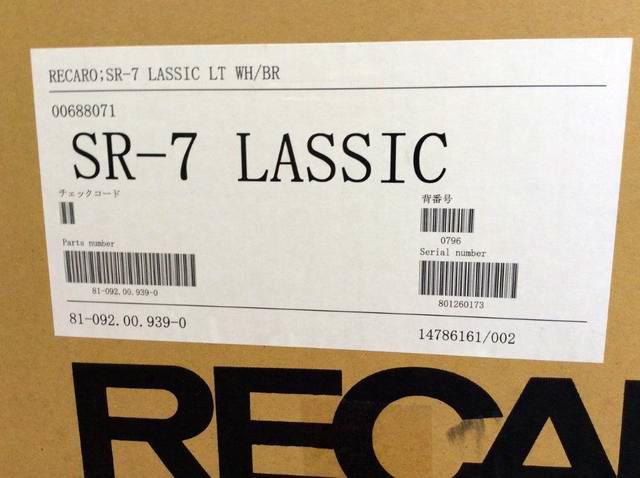 RECARO;SR-7 LASSIC LT WH/BR
00688071
SR-7 LASSIC
チェックコード
背番号
0796
Parts number
Serial number
81-092.00.939-0
801260173
81-092.00.939-0
14786161/002
RECA